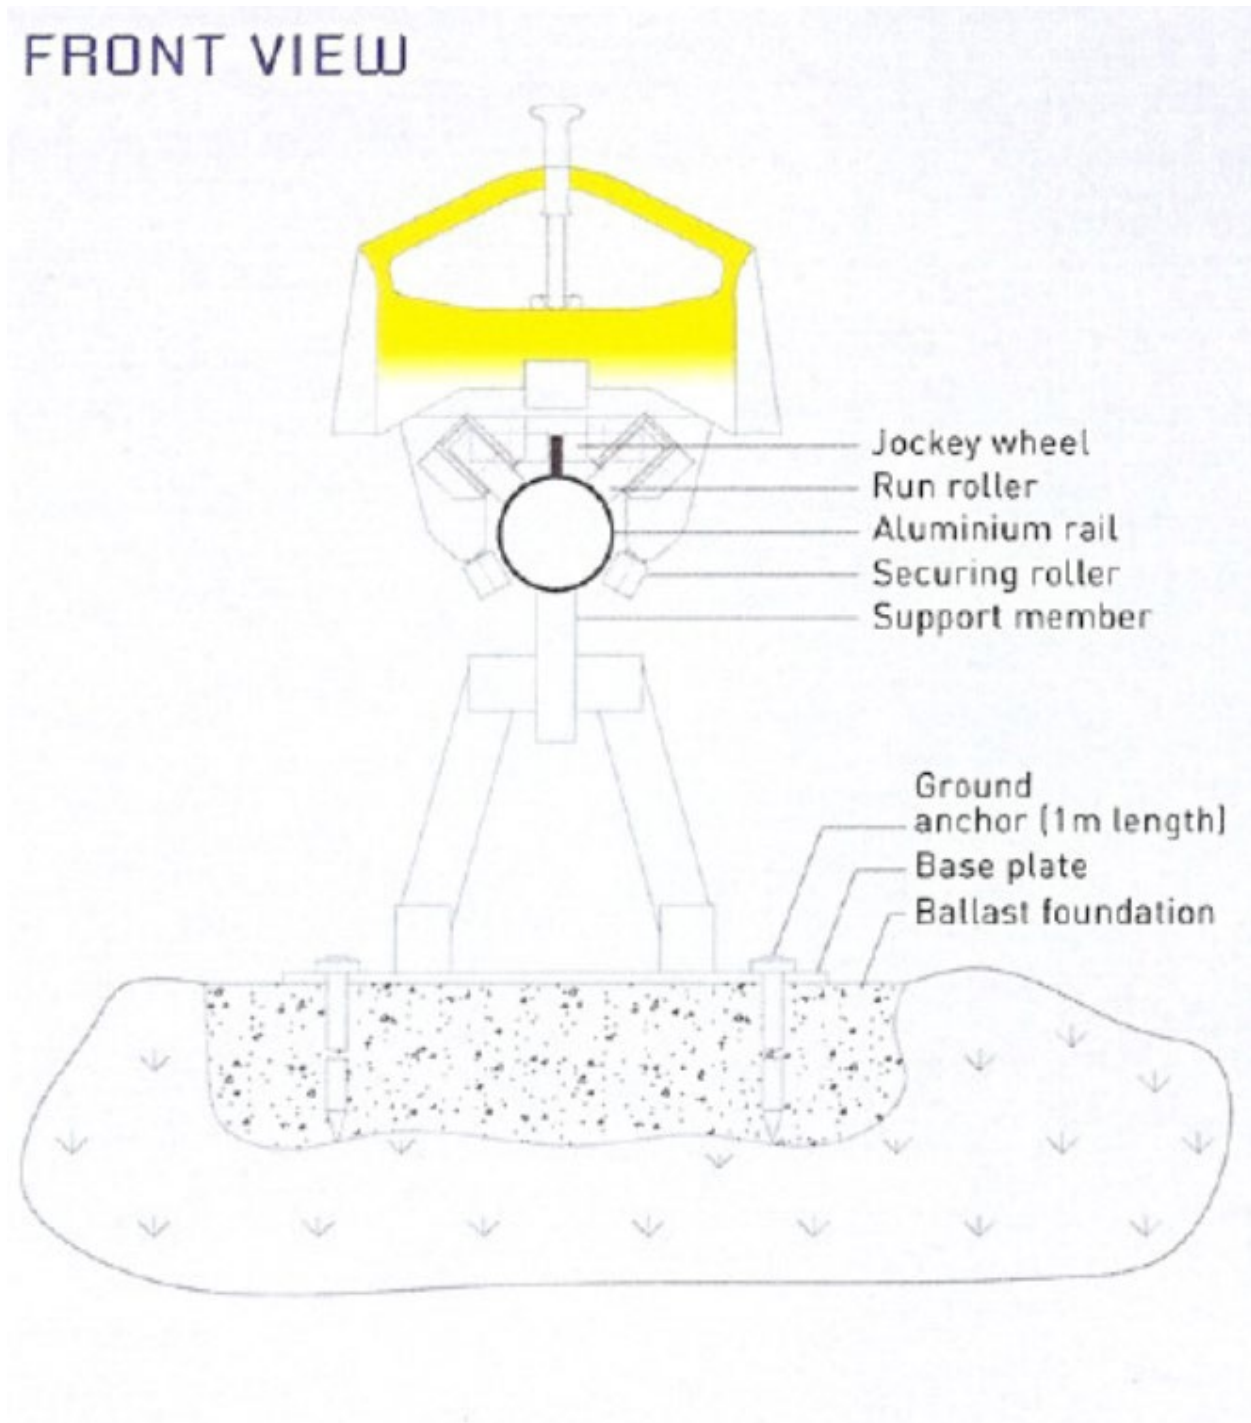 FRONT VIEW
Jockey wheel
Run roller
Aluminium rail
Securing roller
Support member
Ground
anchor (1m length)
Base plate
Ballast foundation